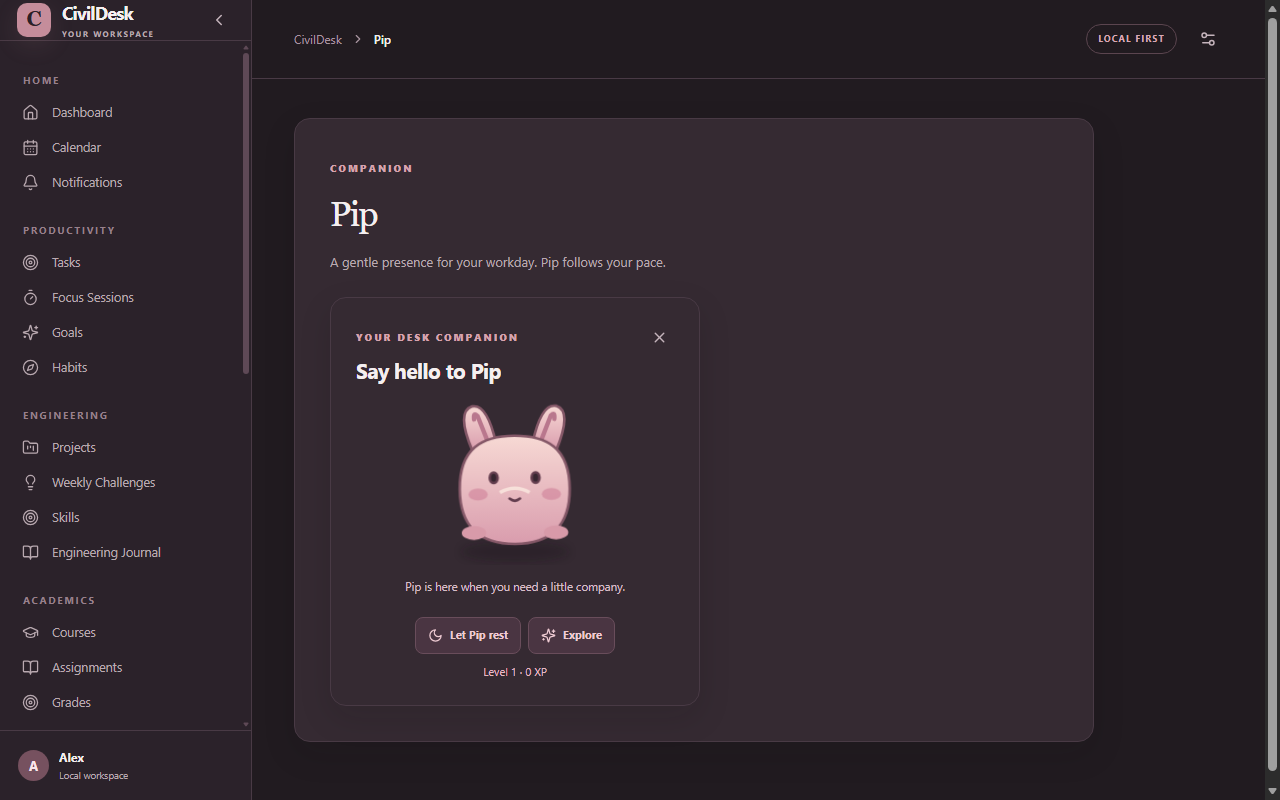 C
CivilDesk
YOUR WORKSPACE
HOME
Dashboard
Calendar
Notifications
PRODUCTIVITY
Tasks
Focus Sessions
Goals
Habits
ENGINEERING
Projects
Weekly Challenges
Skills
Engineering Journal
ACADEMICS
Courses
Assignments
Grades
A
Alex
Local workspace
CivilDesk > Pip
LOCAL FIRST
COMPANION
Pip
A gentle presence for your workday. Pip follows your pace.
YOUR DESK COMPANION
Say hello to Pip
Pip is here when you need a little company.
Let Pip rest
Explore
Level 1 · 0 XP